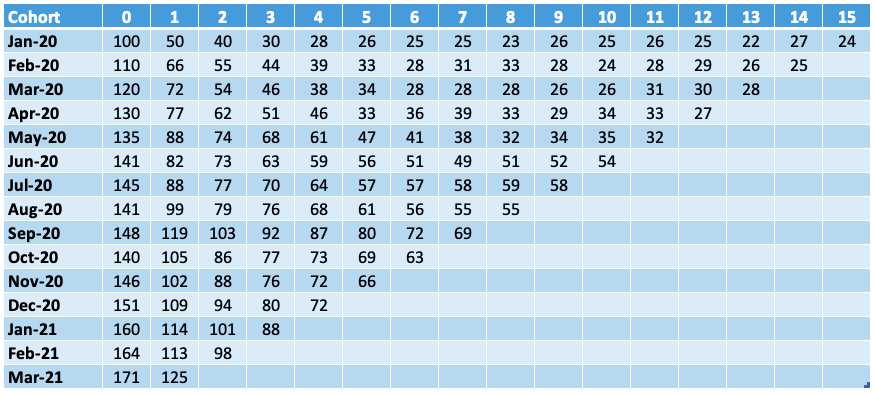 Cohort 0 1 2 3 4 5 6 7 8 9 10 11 12 13 14 15
Jan-20 100 50 40 30 28 26 25 25 23 26 25 26 25 22 27 24
Feb-20 110 66 55 44 39 33 28 31 33 28 24 28 29 26 25
Mar-20 120 72 54 46 38 34 28 28 28 26 26 31 30 28
Apr-20 130 77 62 51 46 33 36 39 33 29 34 33 27
May-20 135 88 74 68 61 47 41 38 32 34 35 32
Jun-20 141 82 73 63 59 56 51 49 51 52 54
Jul-20 145 88 77 70 64 57 57 58 59 58
Aug-20 141 99 79 76 68 61 56 55 55
Sep-20 148 119 103 92 87 80 72 69
Oct-20 140 105 86 77 73 69 63
Nov-20 146 102 88 76 72 66
Dec-20 151 109 94 80 72
Jan-21 160 114 101 88
Feb-21 164 113 98
Mar-21 171 125